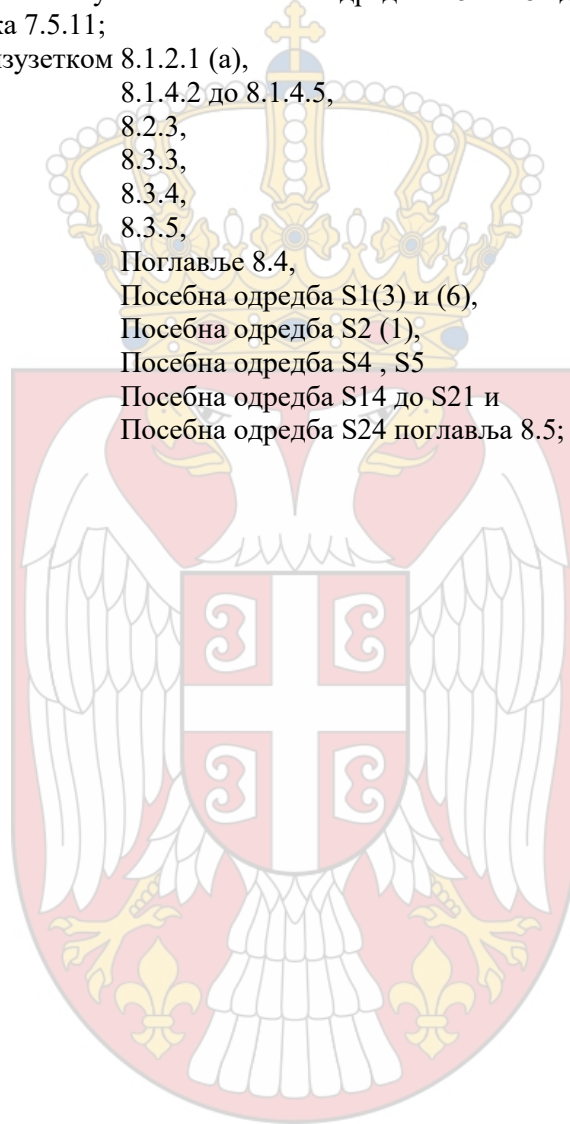 ка 7.5.11;
изузетком 8.1.2.1 (а),
8.1.4.2 до 8.1.4.5,
8.2.3,
8.3.3,
8.3.4,
8.3.5,
Поглавље 8.4,
Посебна одредба S1(3) и (6),
Посебна одредба S2 (1),
Посебна одредба S4 , S5
Посебна одредба S14 до S21 и
Посебна одредба S24 поглавља 8.5;